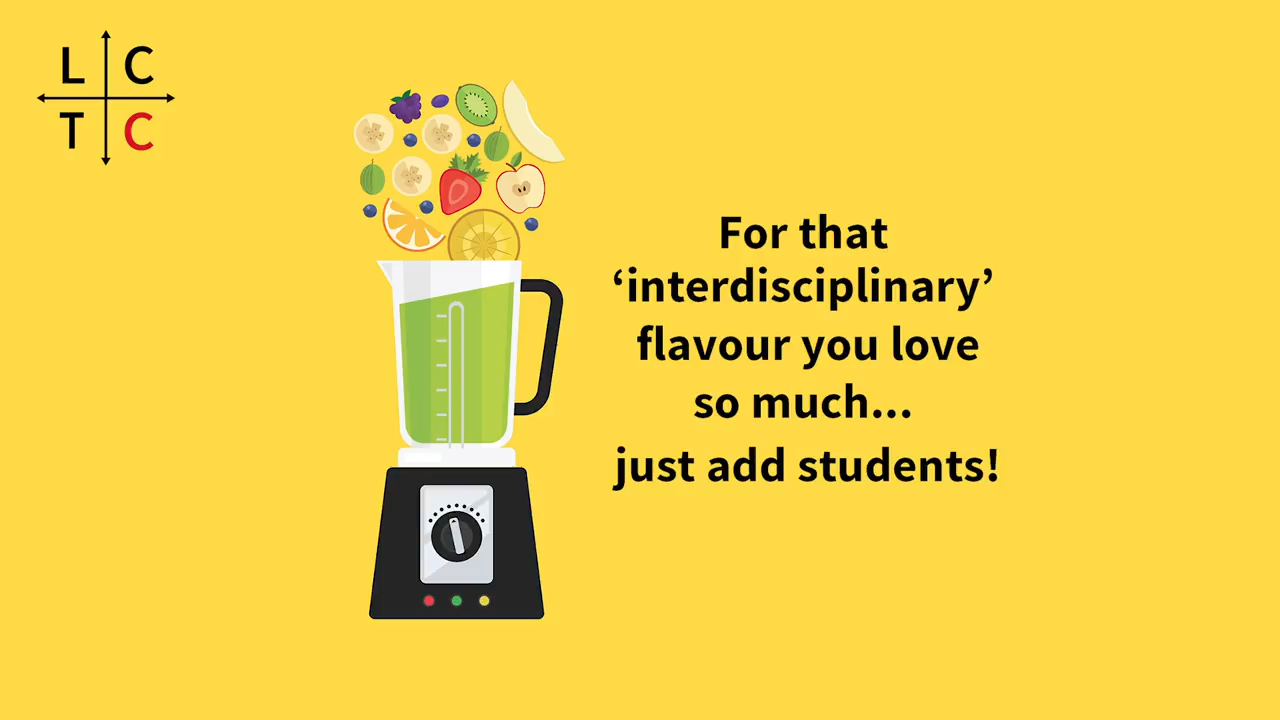 L C
T C
For that
‘interdisciplinary’
flavour you love
so much...
just add students!